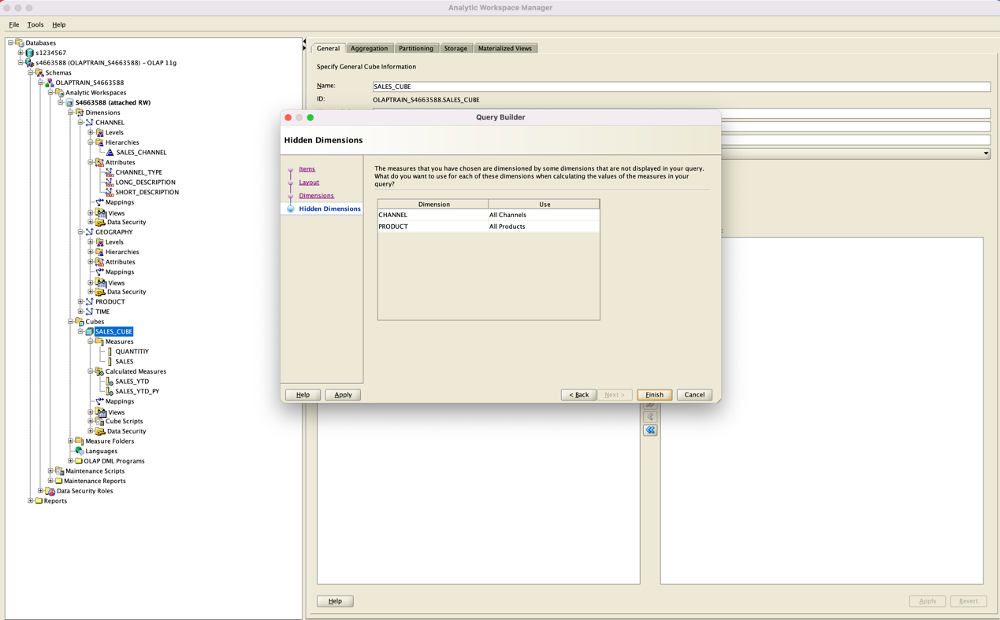 Analytic Workspace Manager
File Tools Help
Databases
s1234567
s4663588 (OLAPTRAIN_S4663588) - OLAP 11g
Schemas
OLAPTRAIN_S4663588
Analytic Workspaces
S4663588 (attached RW)
Dimensions
CHANNEL
Levels
Hierarchies
SALES_CHANNEL
Attributes
CHANNEL_TYPE
LONG_DESCRIPTION
SHORT_DESCRIPTION
Mappings
Views
Data Security
GEOGRAPHY
Levels
Hierarchies
Attributes
Mappings
Views
Data Security
PRODUCT
TIME
Cubes
SALES_CUBE
Measures
QUANTITIY
SALES
Calculated Measures
SALES_YTD
SALES_YTD_PY
Mappings
Views
Cube Scripts
Data Security
Measure Folders
Languages
OLAP DML Programs
Maintenance Scripts
Maintenance Reports
Data Security Roles
Reports
General Aggregation Partitioning Storage Materialized Views
Specify General Cube Information
Name: SALES_CUBE
ID: OLAPTRAIN_S4663588.SALES_CUBE
Query Builder
Hidden Dimensions
Items
Layout
Dimensions
Hidden Dimensions
The measures that you have chosen are dimensioned by some dimensions that are not displayed in your query.
What do you want to use for each of these dimensions when calculating the values of the measures in your
query?
Dimension Use
CHANNEL All Channels
PRODUCT All Products
Help Apply < Back Next > Finish Cancel
Help Apply Revert